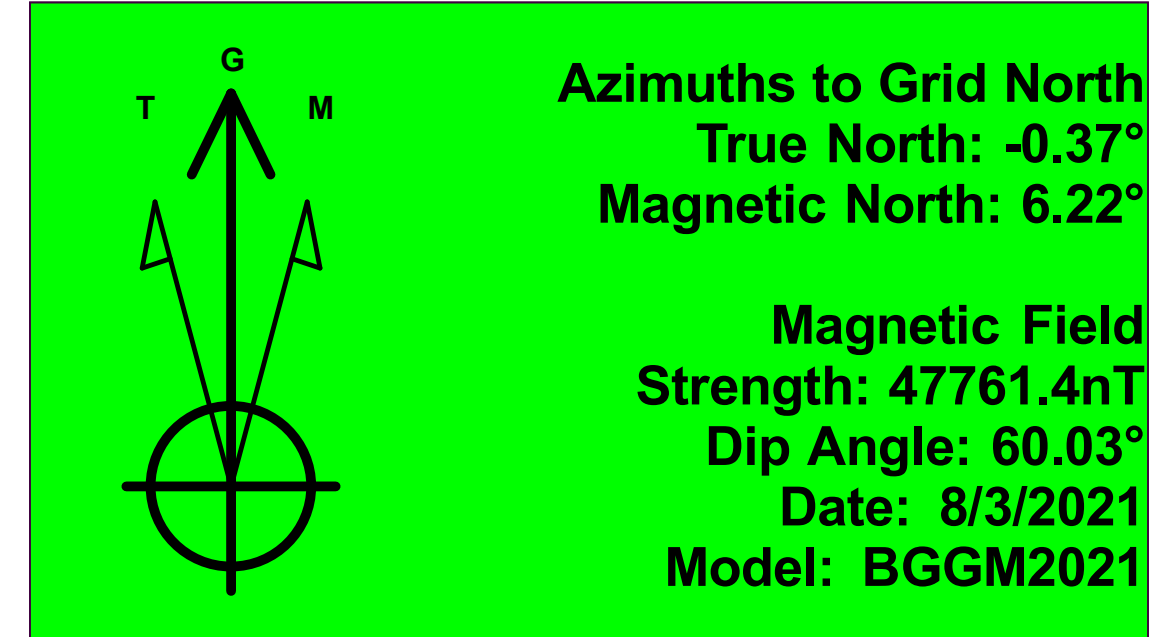 G
T
M
Azimuths to Grid North
True North: -0.37°
Magnetic North: 6.22°
Magnetic Field
Strength: 47761.4nT
Dip Angle: 60.03°
Date: 8/3/2021
Model: BGGM2021